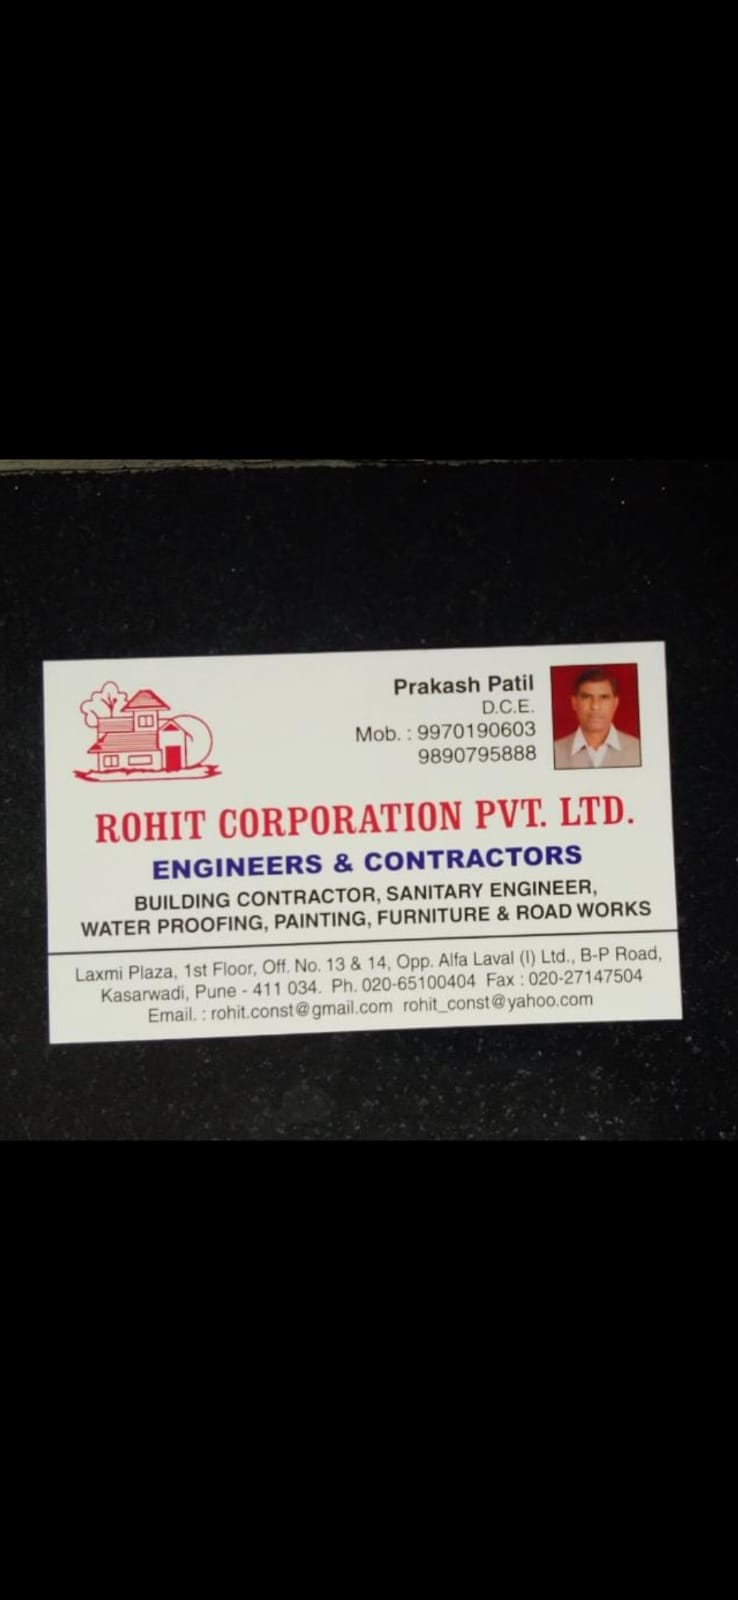 Prakash Patil
D.C.E.
Mob. : 9970190603
9890795888
ROHIT CORPORATION PVT. LTD.
ENGINEERS & CONTRACTORS
BUILDING CONTRACTOR, SANITARY ENGINEER,
WATER PROOFING, PAINTING, FURNITURE & ROAD WORKS
Laxmi Plaza, 1st Floor, Off. No. 13 & 14, Opp. Alfa Laval (I) Ltd., B-P Road,
Kasarwadi, Pune - 411 034. Ph. 020-65100404 Fax : 020-27147504
Email. : rohit.const@gmail.com rohit_const@yahoo.com